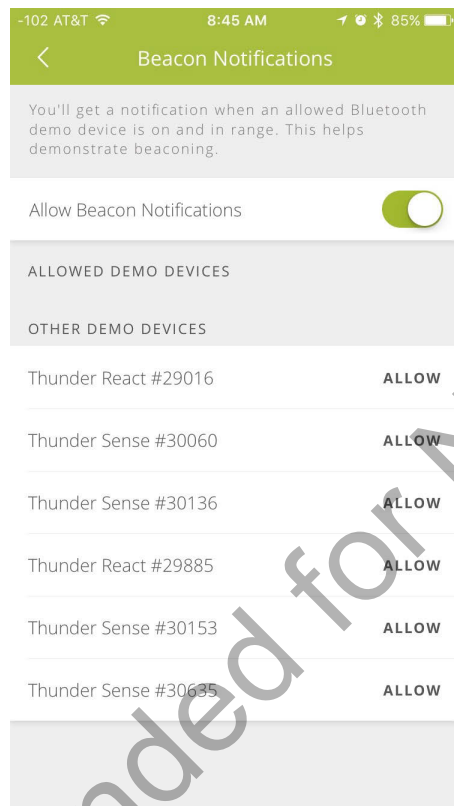 -102 AT&T 8:45 AM 85%
Beacon Notifications
You'll get a notification when an allowed Bluetooth
demo device is on and in range. This helps
demonstrate beaconing.
Allow Beacon Notifications
ALLOWED DEMO DEVICES
OTHER DEMO DEVICES
Thunder React #29016 ALLOW
Thunder Sense #30060 ALLOW
Thunder Sense #30136 ALLOW
Thunder React #29885 ALLOW
Thunder Sense #30153 ALLOW
Thunder Sense #30635 ALLOW
nded for